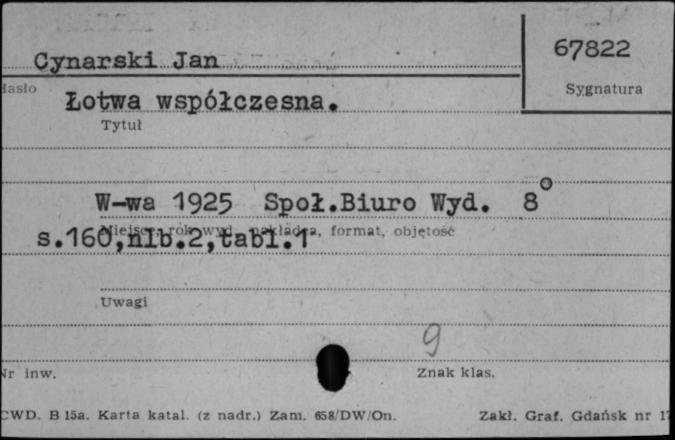 Cynarski Jan
67822
Hasło
Sygnatura
Łotwa współczesna.
Tytuł
W-wa 1925 Społ.Biuro Wyd. 8°
Miejsce, rok wyd., nakładca, format, objętość
s.160,nlb.2,tabl.1
Uwagi
9
Nr inw.
Znak klas.
CWD. B 15a. Karta katal. (z nadr.) Zam. 658/DW/On.
Zakł. Graf. Gdańsk nr 17